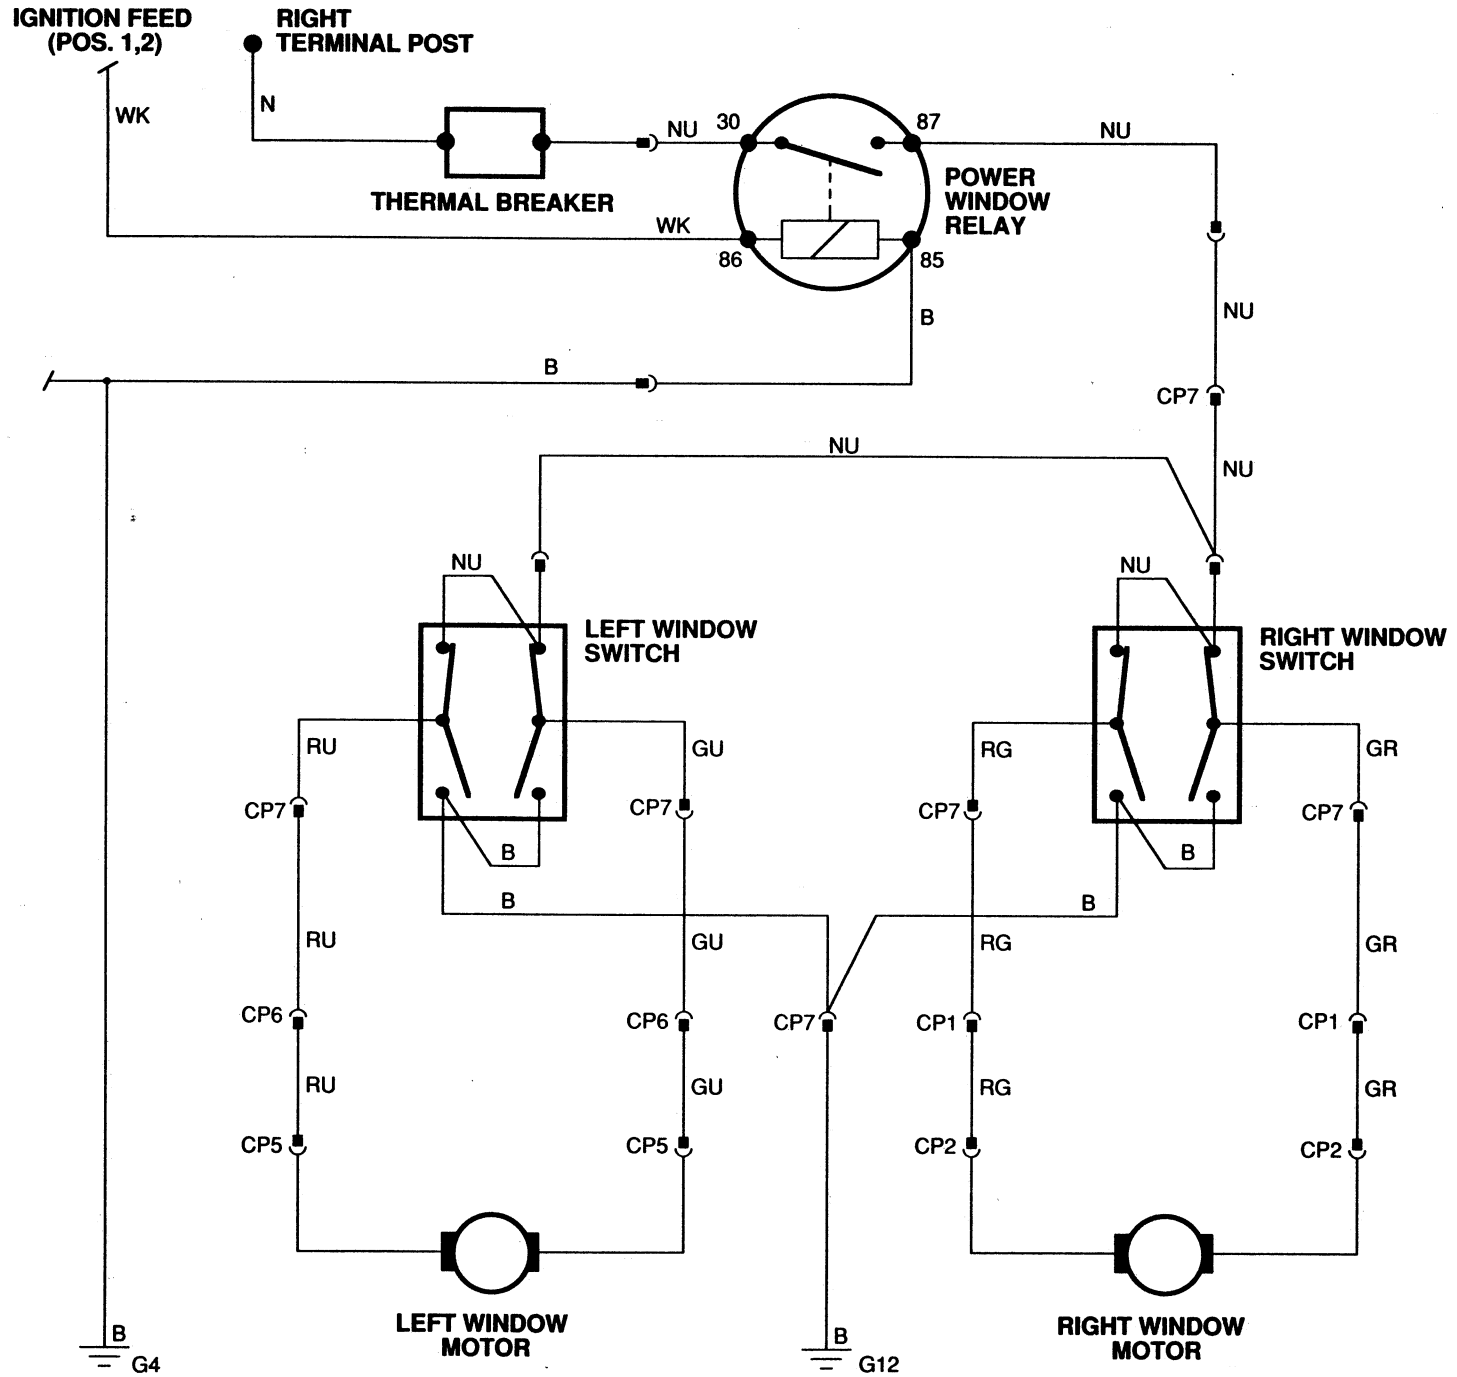 IGNITION FEED
(POS. 1,2)
RIGHT
TERMINAL POST
WK
N
NU
30
87
NU
THERMAL BREAKER
POWER
WINDOW
RELAY
WK
86
85
B
NU
B
CP7
NU
NU
NU
NU
LEFT WINDOW
SWITCH
RIGHT WINDOW
SWITCH
RU
GU
RG
GR
CP7
CP7
CP7
CP7
B
B
B
B
RU
GU
RG
GR
CP6
CP6
CP7
CP1
CP1
RU
GU
RG
GR
CP5
CP5
CP2
CP2
LEFT WINDOW
MOTOR
RIGHT WINDOW
MOTOR
B
G4
B
G12